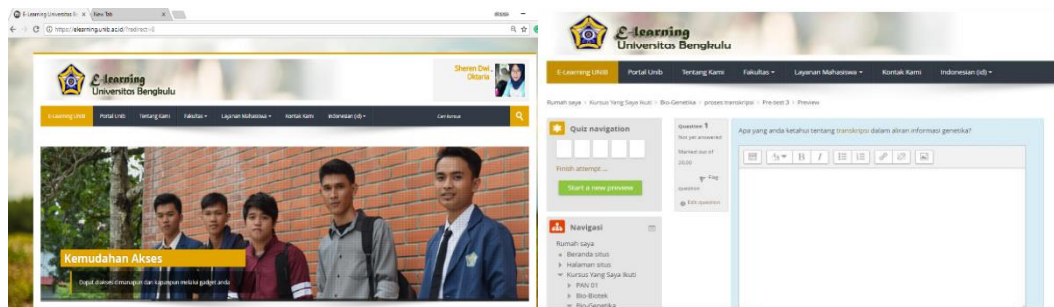 E-Learning Universitas B
New Tab
https://elearning.unib.ac.id/?redirect=0
E-Learning
Universitas Bengkulu
Sheren Dwi
Oktaria
E-Learning UNIB Portal Unib Tentang Kami Fakultas Layanan Mahasiswa Kontak Kami Indonesian (id) Cari kursus
Kemudahan Akses
Dapat diakses dimanapun dan kapanpun melalui gadget anda
E-Learning
Universitas Bengkulu
E-Learning UNIB Portal Unib Tentang Kami Fakultas Layanan Mahasiswa Kontak Kami Indonesian (id)
Rumah saya Kursus Yang Saya Ikuti Bio-Genetika proses transkripsi Pre-test 3 Preview
Quiz navigation
Finish attempt ...
Start a new preview
Question 1
Not yet answered
Marked out of
20.00
Flag
question
Edit question
Apa yang anda ketahui tentang transkripsi dalam aliran informasi genetika?
B I
Navigasi
Rumah saya
Beranda situs
Halaman situs
Kursus Yang Saya Ikuti
PAN 01
Bio-Biotek
Bio-Genetika